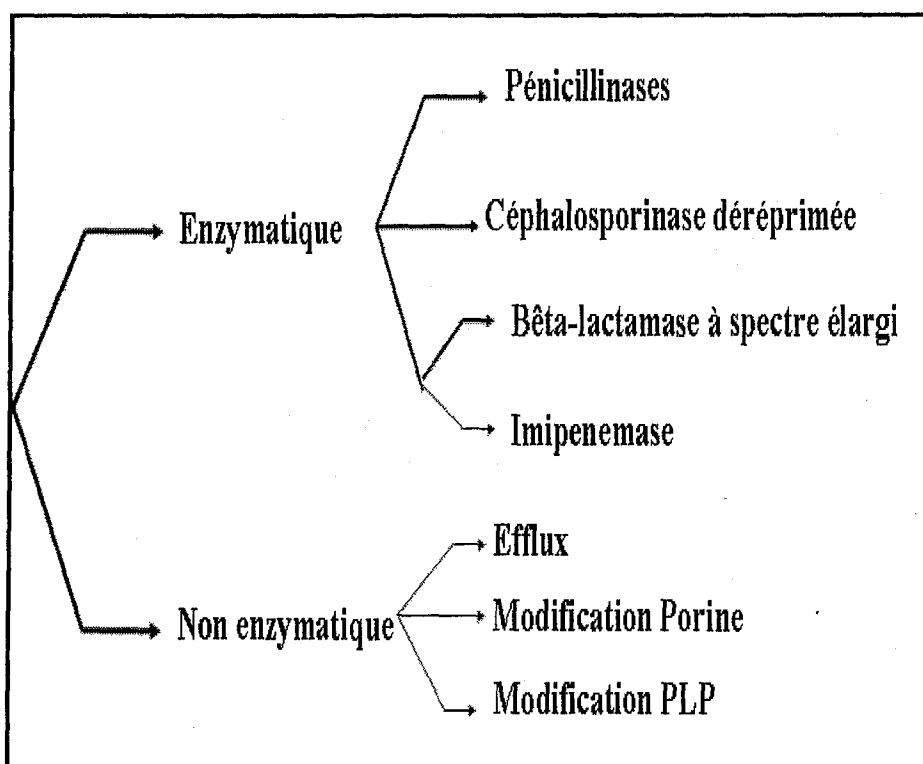 Pénicillinases
Céphalosporinase déréprimée
Enzymatique
Bêta-lactamase à spectre élargi
Imipenemase
Efflux
Modification Porine
Non enzymatique
Modification PLP